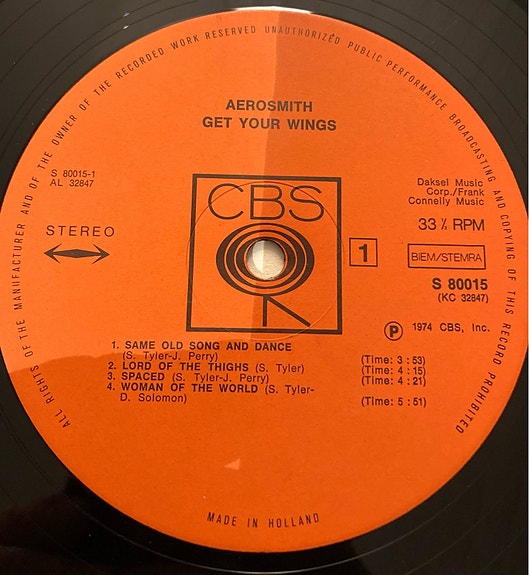 ALL RIGHTS OF THE MANUFACTURER AND OF THE OWNER OF THE RECORDED WORK RESERVED UNAUTHORIZED PUBLIC PERFORMANCE BROADCASTING AND COPYING OF THIS RECORD PROHIBITED
AEROSMITH
GET YOUR WINGS
S 80015-1
AL 32847
STEREO
CBS
Daksel Music
Corp./Frank
Connelly Music
33 ⅓ RPM
1
BIEM/STEMRA
S 80015
(KC 32847)
℗ 1974 CBS, Inc.
1. SAME OLD SONG AND DANCE
(S. Tyler-J. Perry) (Time: 3 : 53)
2. LORD OF THE THIGHS (S. Tyler) (Time: 4 : 15)
3. SPACED (S. Tyler-J. Perry) (Time: 4 : 21)
4. WOMAN OF THE WORLD (S. Tyler-
D. Solomon) (Time: 5 : 51)
MADE IN HOLLAND